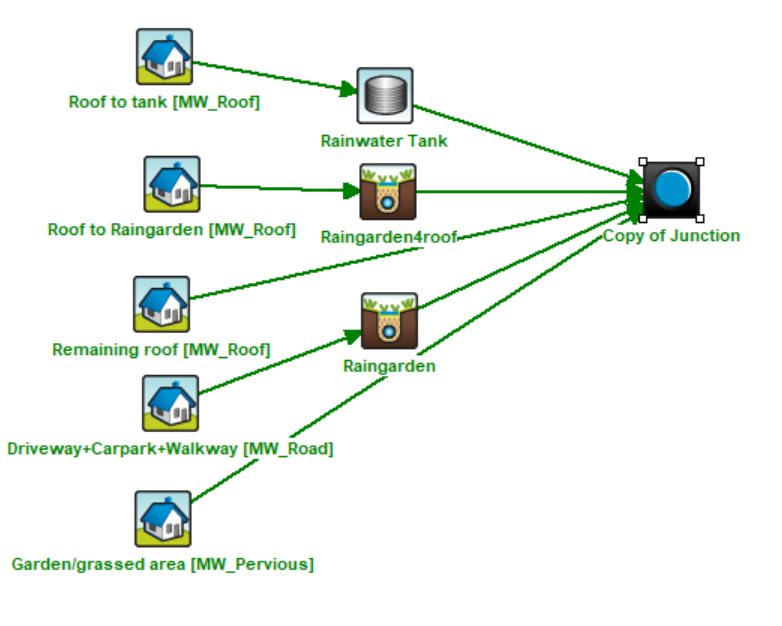 Roof to tank [MW_Roof]
Rainwater Tank
Roof to Raingarden [MW_Roof]
Raingarden4roof
Copy of Junction
Remaining roof [MW_Roof]
Raingarden
Driveway+Carpark+Walkway [MW_Road]
Garden/grassed area [MW_Pervious]